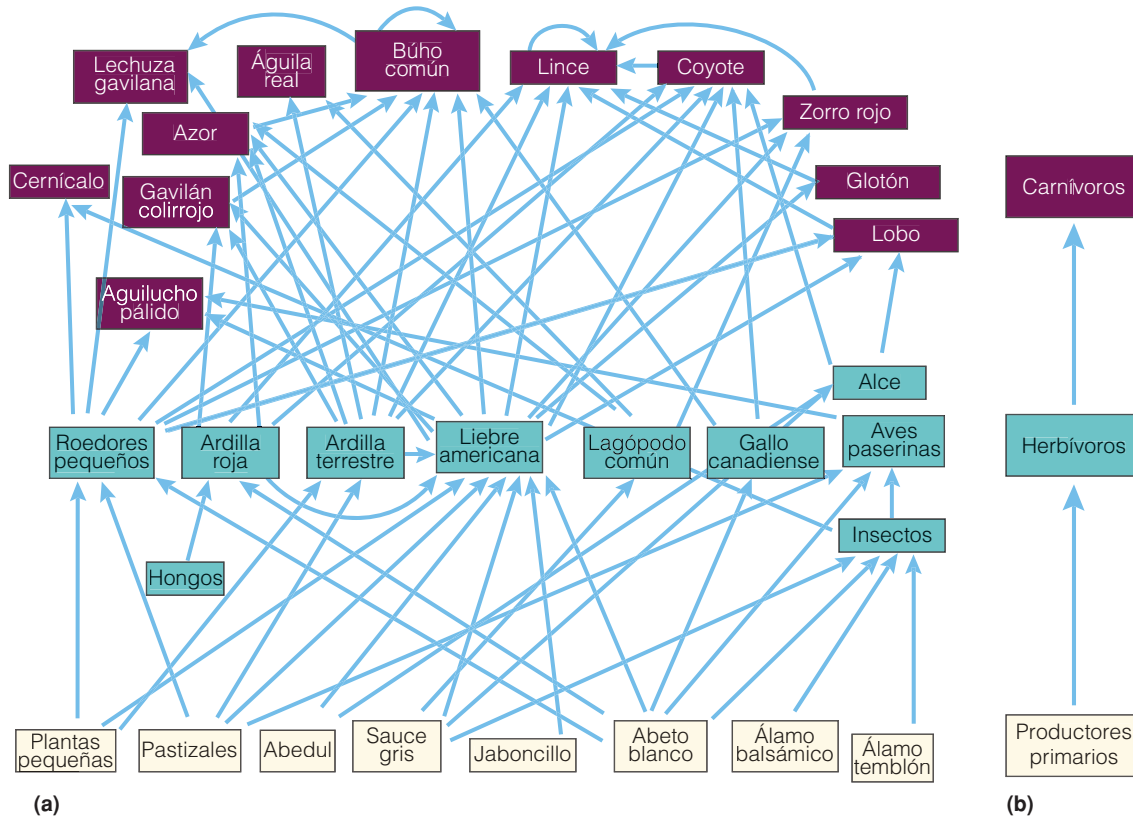 Lechuza
gavilana
Águila
real
Búho
común
Lince
Coyote
Zorro rojo
Azor
Cernícalo
Gavilán
colirrojo
Glotón
Lobo
Aguilucho
pálido
Alce
Roedores
pequeños
Ardilla
roja
Ardilla
terrestre
Liebre
americana
Lagópodo
común
Gallo
canadiense
Aves
paserinas
Insectos
Hongos
Plantas
pequeñas
Pastizales
Abedul
Sauce
gris
Jaboncillo
Abeto
blanco
Álamo
balsámico
Álamo
temblón
(a)
Carnívoros
Herbívoros
Productores
primarios
(b)